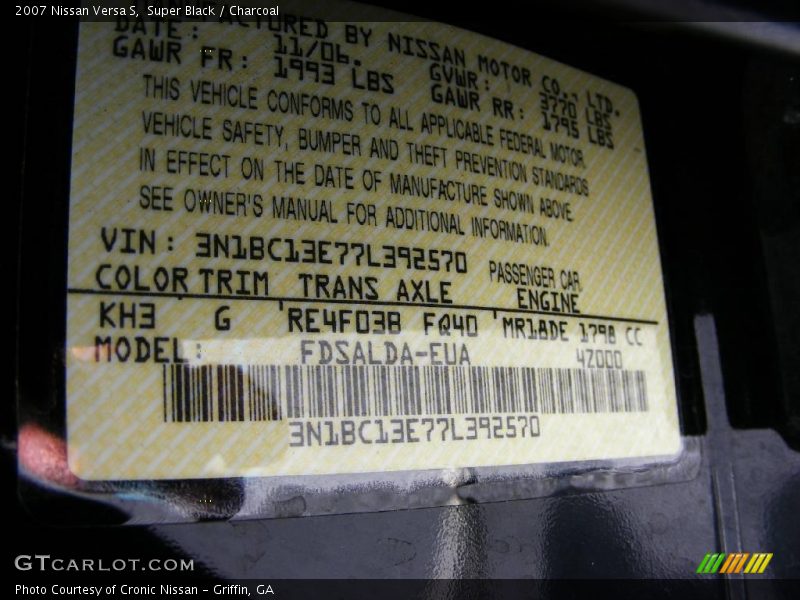 2007 Nissan Versa S, Super Black / Charcoal
FACTURED BY NISSAN MOTOR CO., LTD.
DATE: 11/06. GVWR: 3770 LBS
GAWR FR: 1993 LBS GAWR RR: 1795 LBS
THIS VEHICLE CONFORMS TO ALL APPLICABLE FEDERAL MOTOR
VEHICLE SAFETY, BUMPER AND THEFT PREVENTION STANDARDS
IN EFFECT ON THE DATE OF MANUFACTURE SHOWN ABOVE.
SEE OWNER'S MANUAL FOR ADDITIONAL INFORMATION.
VIN: 3N1BC13E77L392570 PASSENGER CAR
COLOR TRIM TRANS AXLE ENGINE
KH3 G RE4F03B FQ40 MR18DE 1798 CC
MODEL: FDSALDA-EUA 4Z000
3N1BC13E77L392570
GTCARLOT.COM
Photo Courtesy of Cronic Nissan - Griffin, GA